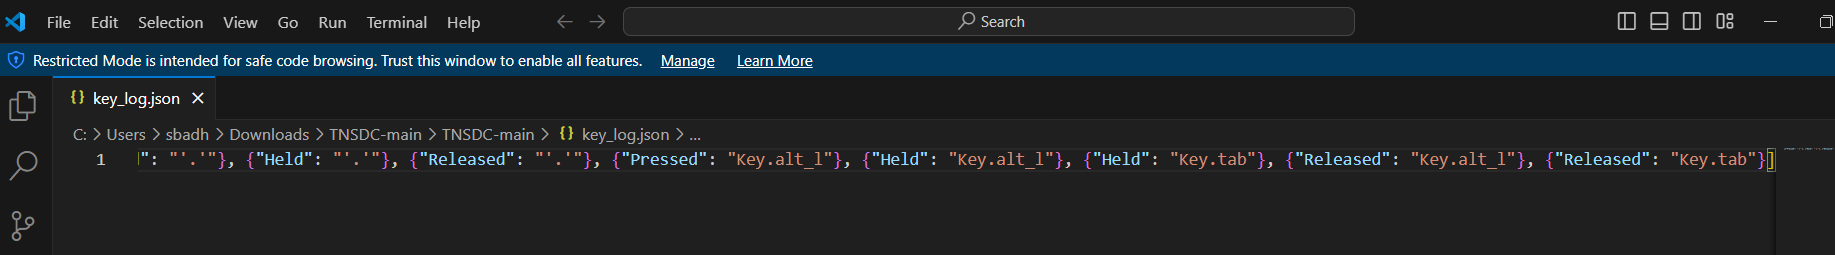 File Edit Selection View Go Run Terminal Help Search
Restricted Mode is intended for safe code browsing. Trust this window to enable all features. Manage Learn More
{} key_log.json ×
C: > Users > sbadh > Downloads > TNSDC-main > TNSDC-main > {} key_log.json > ...
1 ": "'.'"}, {"Held": "'.'"}, {"Released": "'.'"}, {"Pressed": "Key.alt_l"}, {"Held": "Key.alt_l"}, {"Held": "Key.tab"}, {"Released": "Key.alt_l"}, {"Released": "Key.tab"}]